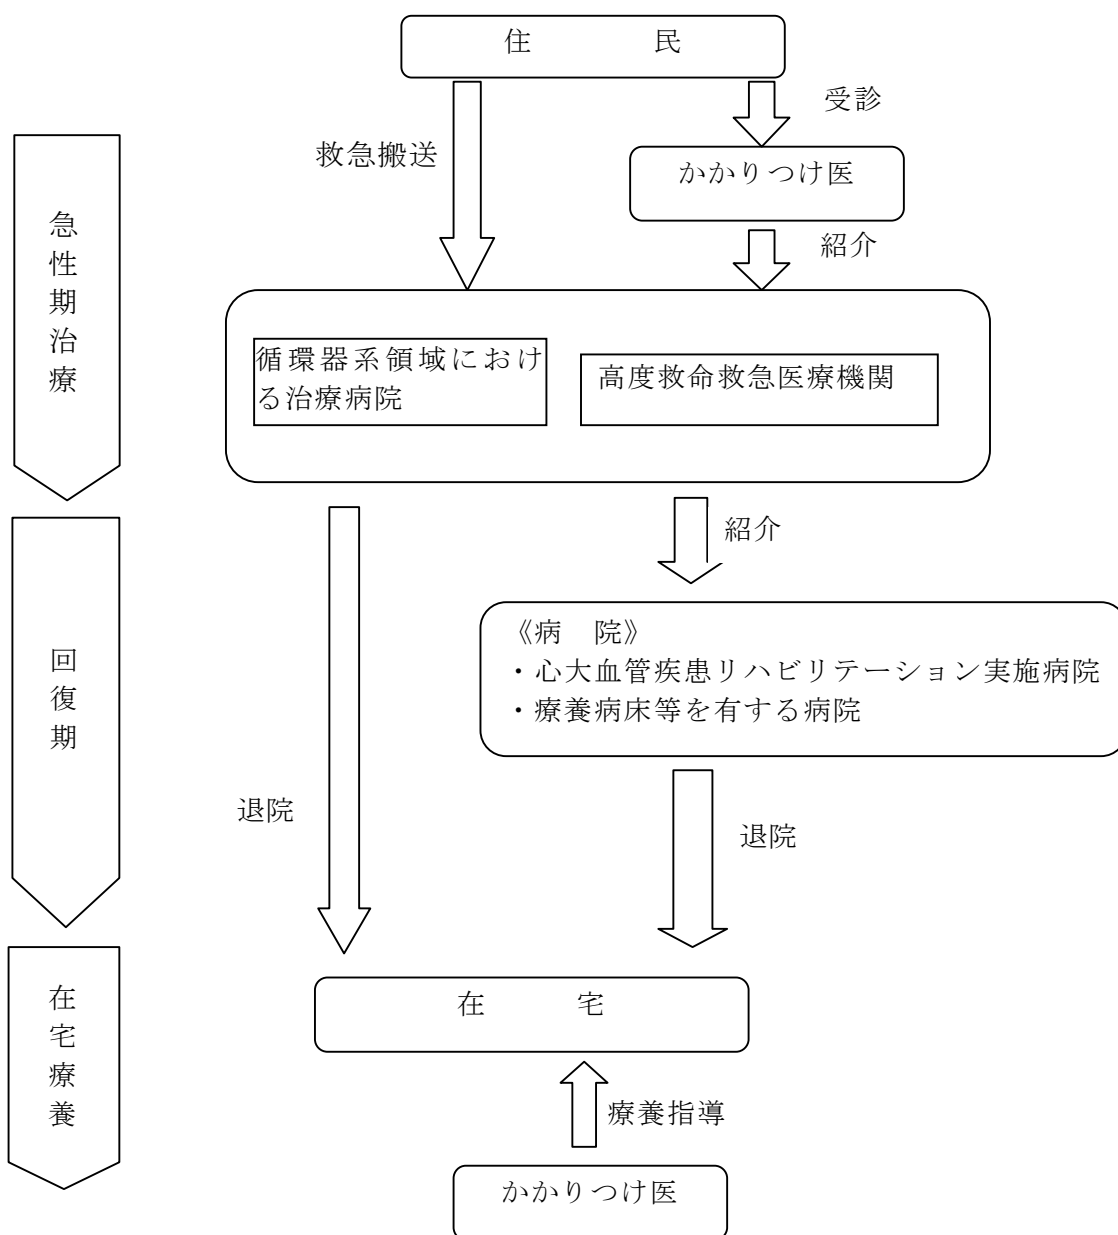 住　民
受診
救急搬送
かかりつけ医
紹介
急性期治療
循環器系領域におけ
る治療病院
高度救命救急医療機関
紹介
回復期
《病　院》
・心大血管疾患リハビリテーション実施病院
・療養病床等を有する病院
退院
退院
在宅療養
在　宅
療養指導
かかりつけ医